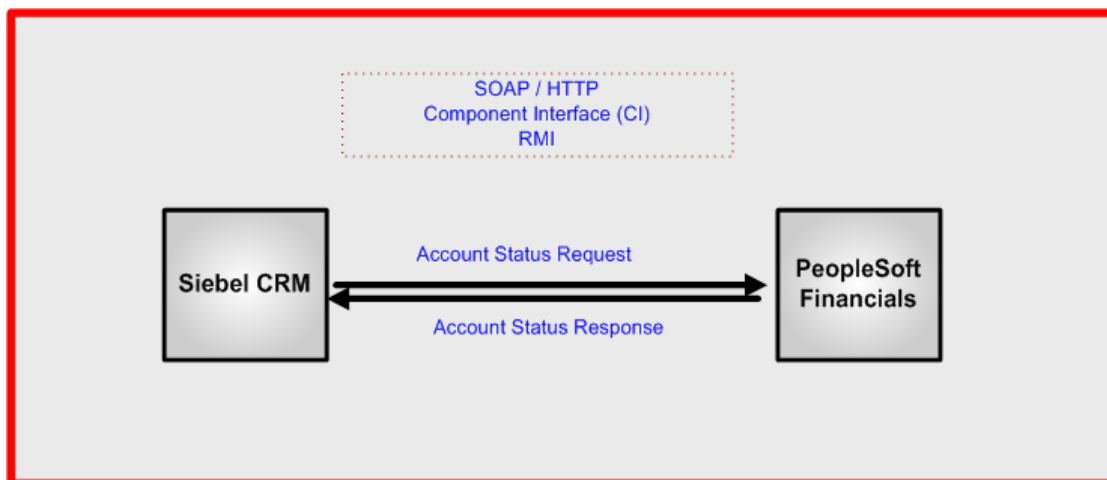 SOAP / HTTP
Component Interface (CI)
RMI
Siebel CRM
Account Status Request
Account Status Response
PeopleSoft
Financials